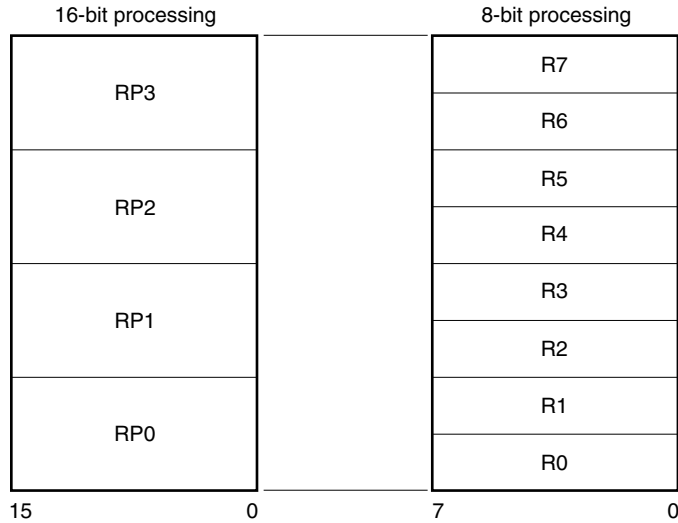 16-bit processing
8-bit processing
RP3
RP2
RP1
RP0
R7
R6
R5
R4
R3
R2
R1
R0
15 0
7 0